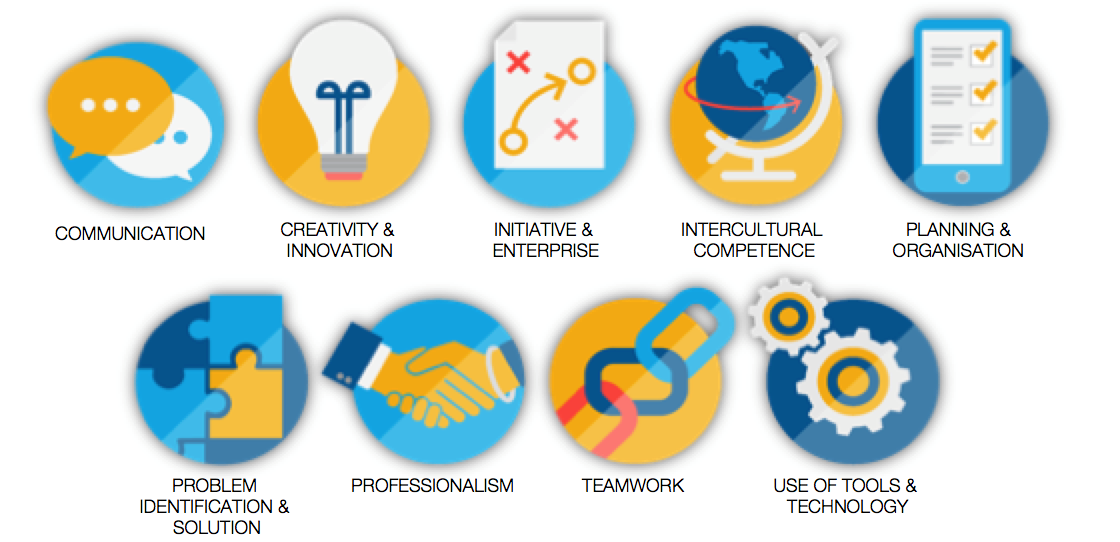 COMMUNICATION
CREATIVITY &
INNOVATION
INITIATIVE &
ENTERPRISE
INTERCULTURAL
COMPETENCE
PLANNING &
ORGANISATION
PROBLEM
IDENTIFICATION &
SOLUTION
PROFESSIONALISM
TEAMWORK
USE OF TOOLS &
TECHNOLOGY